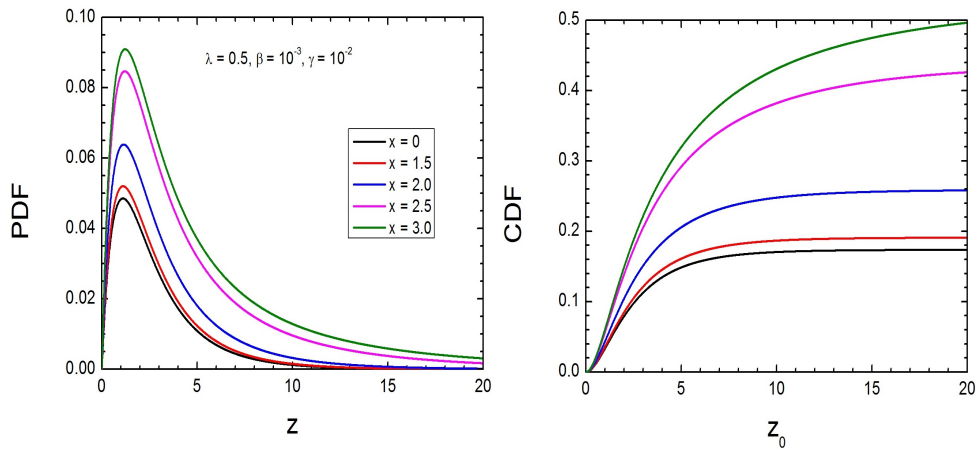 PDF
0.10
0.08
0.06
0.04
0.02
0.00
λ = 0.5, β = 10⁻³, γ = 10⁻²
x = 0
x = 1.5
x = 2.0
x = 2.5
x = 3.0
0 5 10 15 20
z
CDF
0.5
0.4
0.3
0.2
0.1
0.0
0 5 10 15 20
z₀